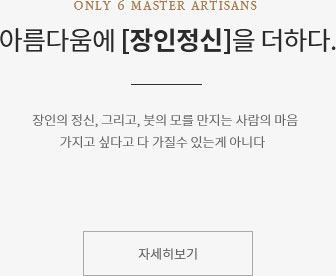 ONLY 6 MASTER ARTISANS
아름다움에 [장인정신]을 더하다.
장인의 정신, 그리고, 붓의 모를 만지는 사람의 마음
가지고 싶다고 다 가질수 있는게 아니다
자세히보기